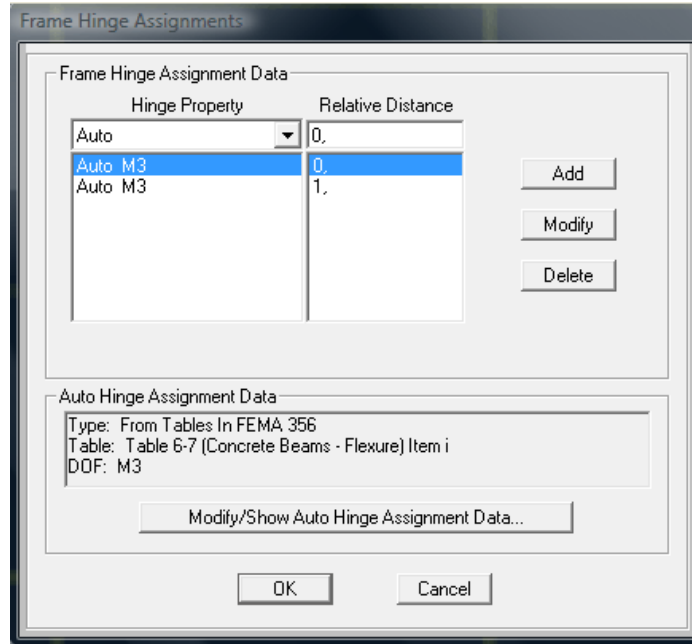 Frame Hinge Assignments
Frame Hinge Assignment Data
Hinge Property Relative Distance
Auto 0,
Auto M3 0,
Auto M3 1,
Add
Modify
Delete
Auto Hinge Assignment Data
Type: From Tables In FEMA 356
Table: Table 6-7 (Concrete Beams - Flexure) Item i
DOF: M3
Modify/Show Auto Hinge Assignment Data...
OK Cancel